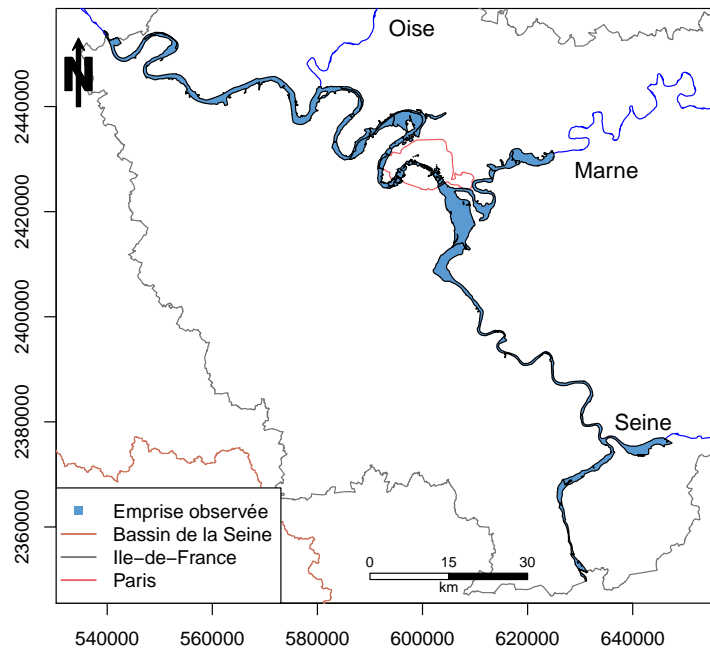 Oise
N
Marne
Seine
2440000
2420000
2400000
2380000
2360000
Emprise observée
Bassin de la Seine
Ile−de−France
Paris
0 15 30
km
540000 560000 580000 600000 620000 640000